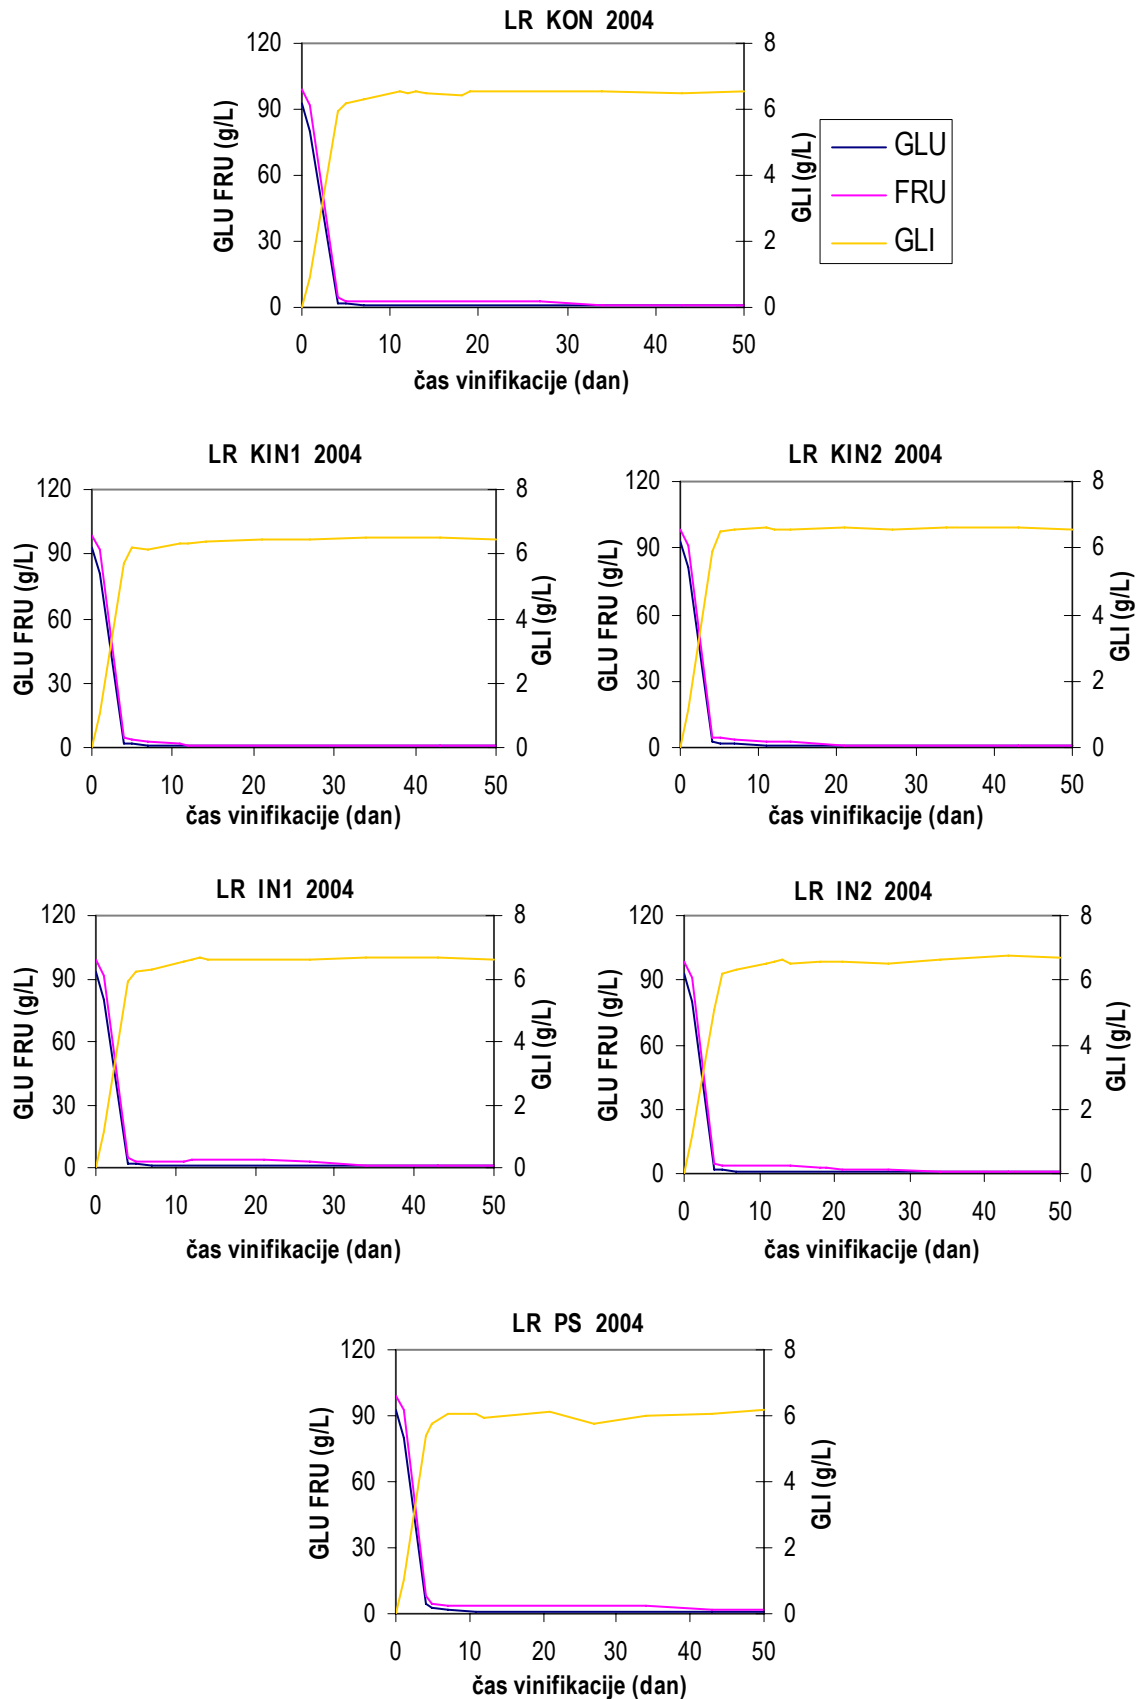 LR KON 2004
120
90
60
30
0
8
6
4
2
0
GLU FRU (g/L)
GLI (g/L)
0 10 20 30 40 50
čas vinifikacije (dan)
GLU
FRU
GLI
LR KIN1 2004
120
90
60
30
0
8
6
4
2
0
GLU FRU (g/L)
GLI (g/L)
0 10 20 30 40 50
čas vinifikacije (dan)
LR KIN2 2004
120
90
60
30
0
8
6
4
2
0
GLU FRU (g/L)
GLI (g/L)
0 10 20 30 40 50
čas vinifikacije (dan)
LR IN1 2004
120
90
60
30
0
8
6
4
2
0
GLU FRU (g/L)
GLI (g/L)
0 10 20 30 40 50
čas vinifikacije (dan)
LR IN2 2004
120
90
60
30
0
8
6
4
2
0
GLU FRU (g/L)
GLI (g/L)
0 10 20 30 40 50
čas vinifikacije (dan)
LR PS 2004
120
90
60
30
0
8
6
4
2
0
GLU FRU (g/L)
GLI (g/L)
0 10 20 30 40 50
čas vinifikacije (dan)